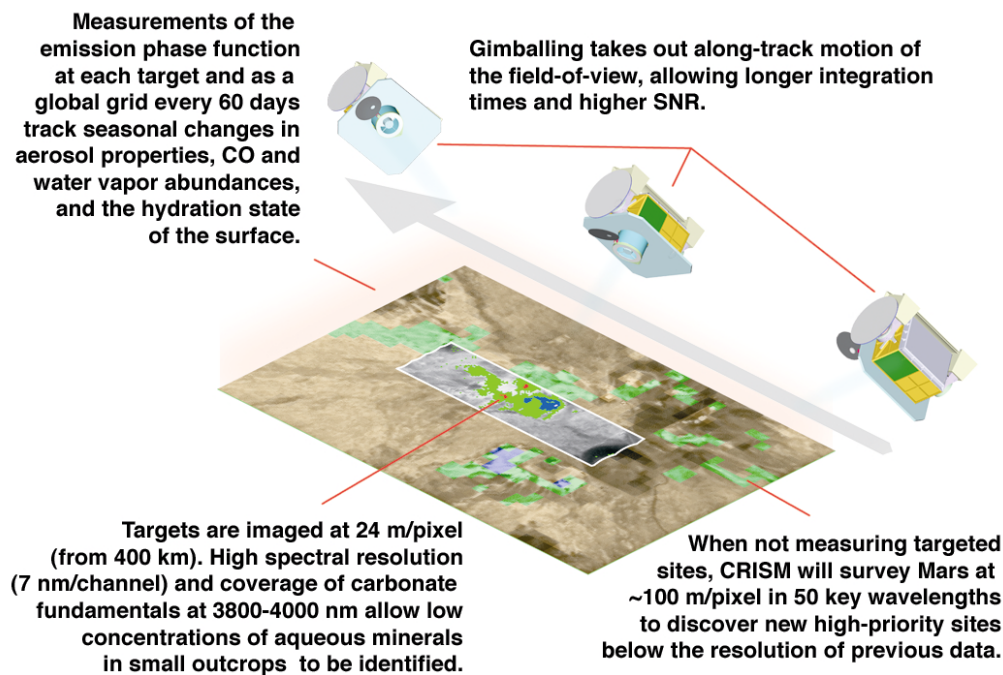 Measurements of the
emission phase function
at each target and as a
global grid every 60 days
track seasonal changes in
aerosol properties, CO and
water vapor abundances,
and the hydration state
of the surface.
Gimballing takes out along-track motion of
the field-of-view, allowing longer integration
times and higher SNR.
Targets are imaged at 24 m/pixel
(from 400 km). High spectral resolution
(7 nm/channel) and coverage of carbonate
fundamentals at 3800-4000 nm allow low
concentrations of aqueous minerals
in small outcrops to be identified.
When not measuring targeted
sites, CRISM will survey Mars at
~100 m/pixel in 50 key wavelengths
to discover new high-priority sites
below the resolution of previous data.